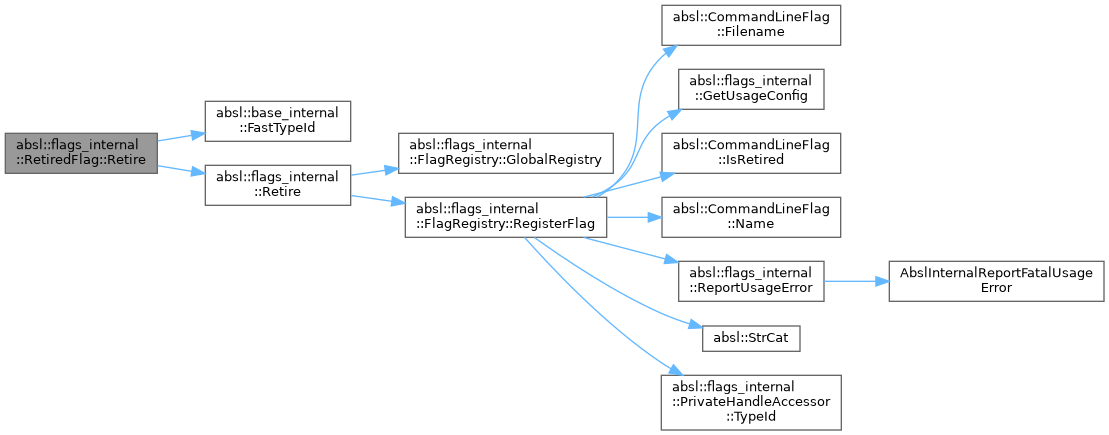 absl::flags_internal
::RetiredFlag::Retire
absl::base_internal
::FastTypeId
absl::flags_internal
::Retire
absl::flags_internal
::FlagRegistry::GlobalRegistry
absl::flags_internal
::FlagRegistry::RegisterFlag
absl::CommandLineFlag
::Filename
absl::flags_internal
::GetUsageConfig
absl::CommandLineFlag
::IsRetired
absl::CommandLineFlag
::Name
absl::flags_internal
::ReportUsageError
absl::StrCat
absl::flags_internal
::PrivateHandleAccessor
::TypeId
AbslInternalReportFatalUsage
Error